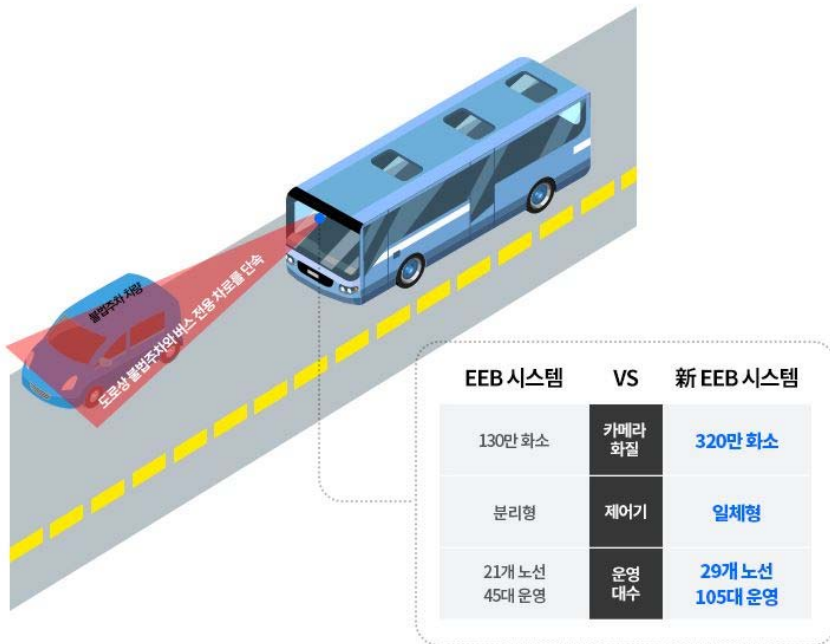 불법주차 차량
도로상 불법주차와 버스 전용 차로를 단속
EEB 시스템 VS 新 EEB 시스템
130만 화소 카메라 화질 320만 화소
분리형 제어기 일체형
21개 노선 운영 29개 노선
45대 운영 대수 105대 운영